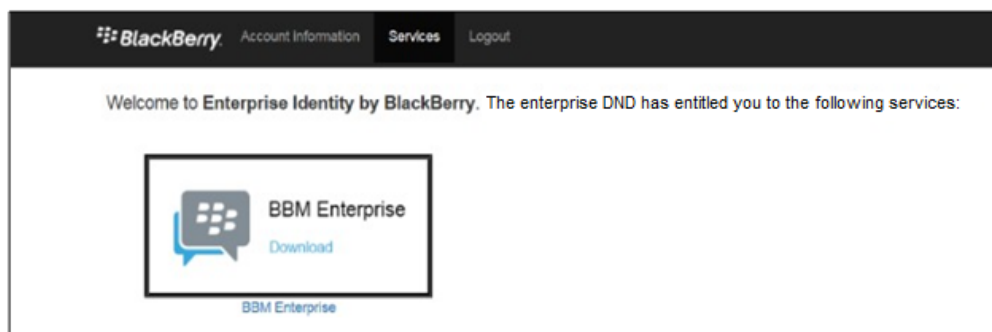 BlackBerry. Account Information Services Logout
Welcome to Enterprise Identity by BlackBerry. The enterprise DND has entitled you to the following services:
BBM Enterprise
Download
BBM Enterprise